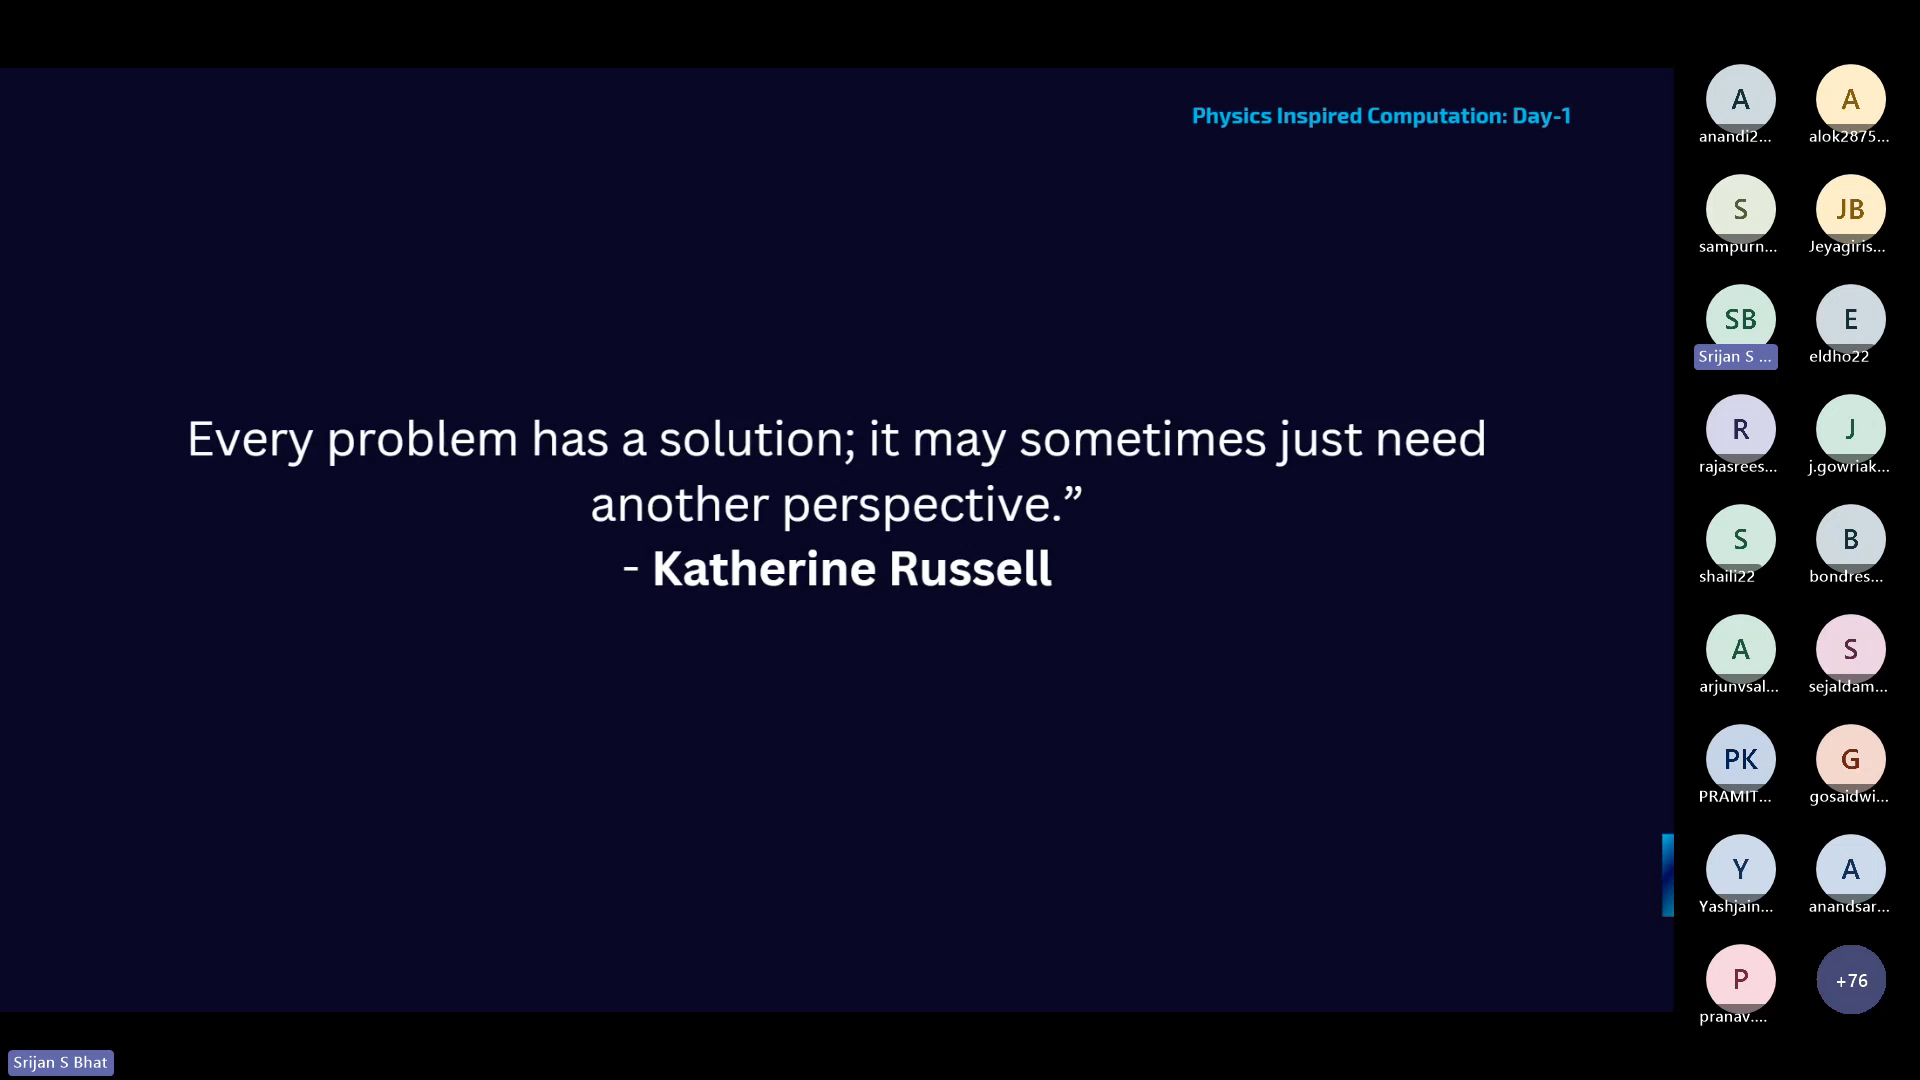 Physics Inspired Computation: Day-1
Every problem has a solution; it may sometimes just need
another perspective.”
- Katherine Russell
A
anandi2...
A
alok2875...
S
sampurn...
JB
Jeyagiris...
SB
Srijan S ...
E
eldho22
R
rajasrees...
J
j.gowriak...
S
shaili22
B
bondres...
A
arjunvsal...
S
sejaldam...
PK
PRAMIT...
G
gosaidwi...
Y
Yashjain...
A
anandsar...
P
pranav....
+76
Srijan S Bhat